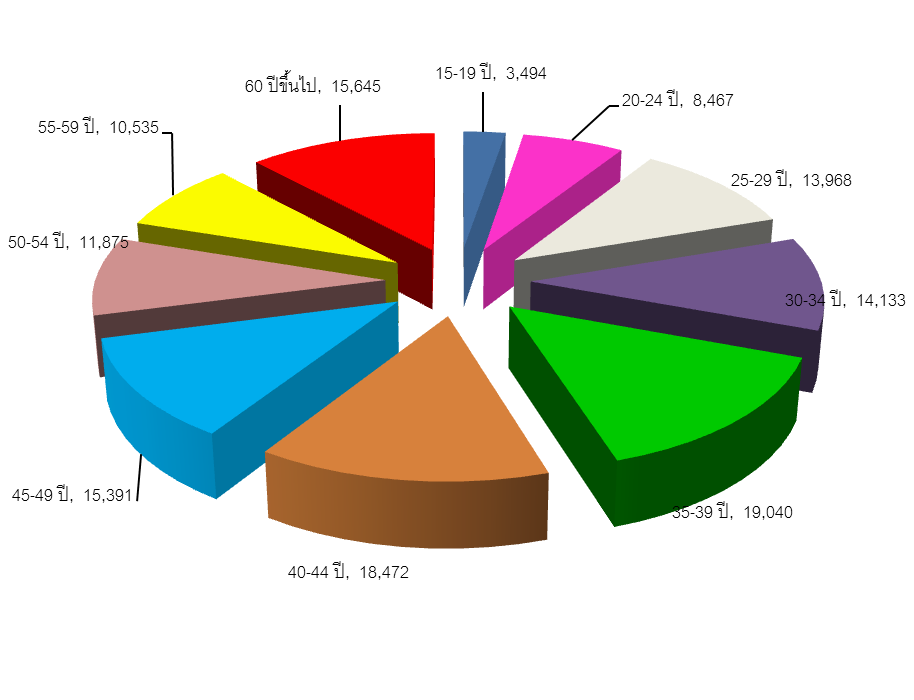 15-19 ปี,  3,494
20-24 ปี,  8,467
25-29 ปี,  13,968
30-34 ปี,  14,133
35-39 ปี,  19,040
40-44 ปี,  18,472
45-49 ปี,  15,391
50-54 ปี,  11,875
55-59 ปี,  10,535
60 ปีขึ้นไป,  15,645